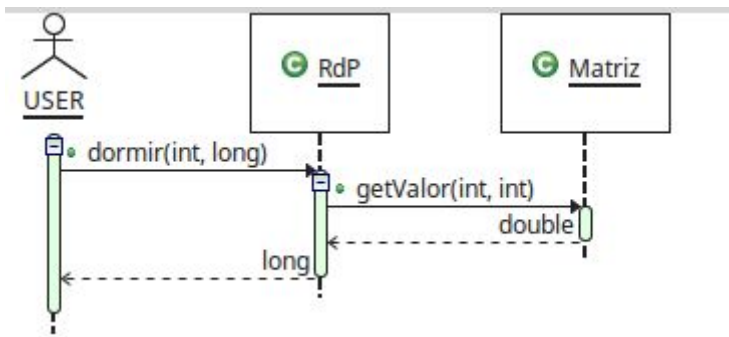 USER
C RdP
C Matriz
dormir(int, long)
getValor(int, int)
double
long